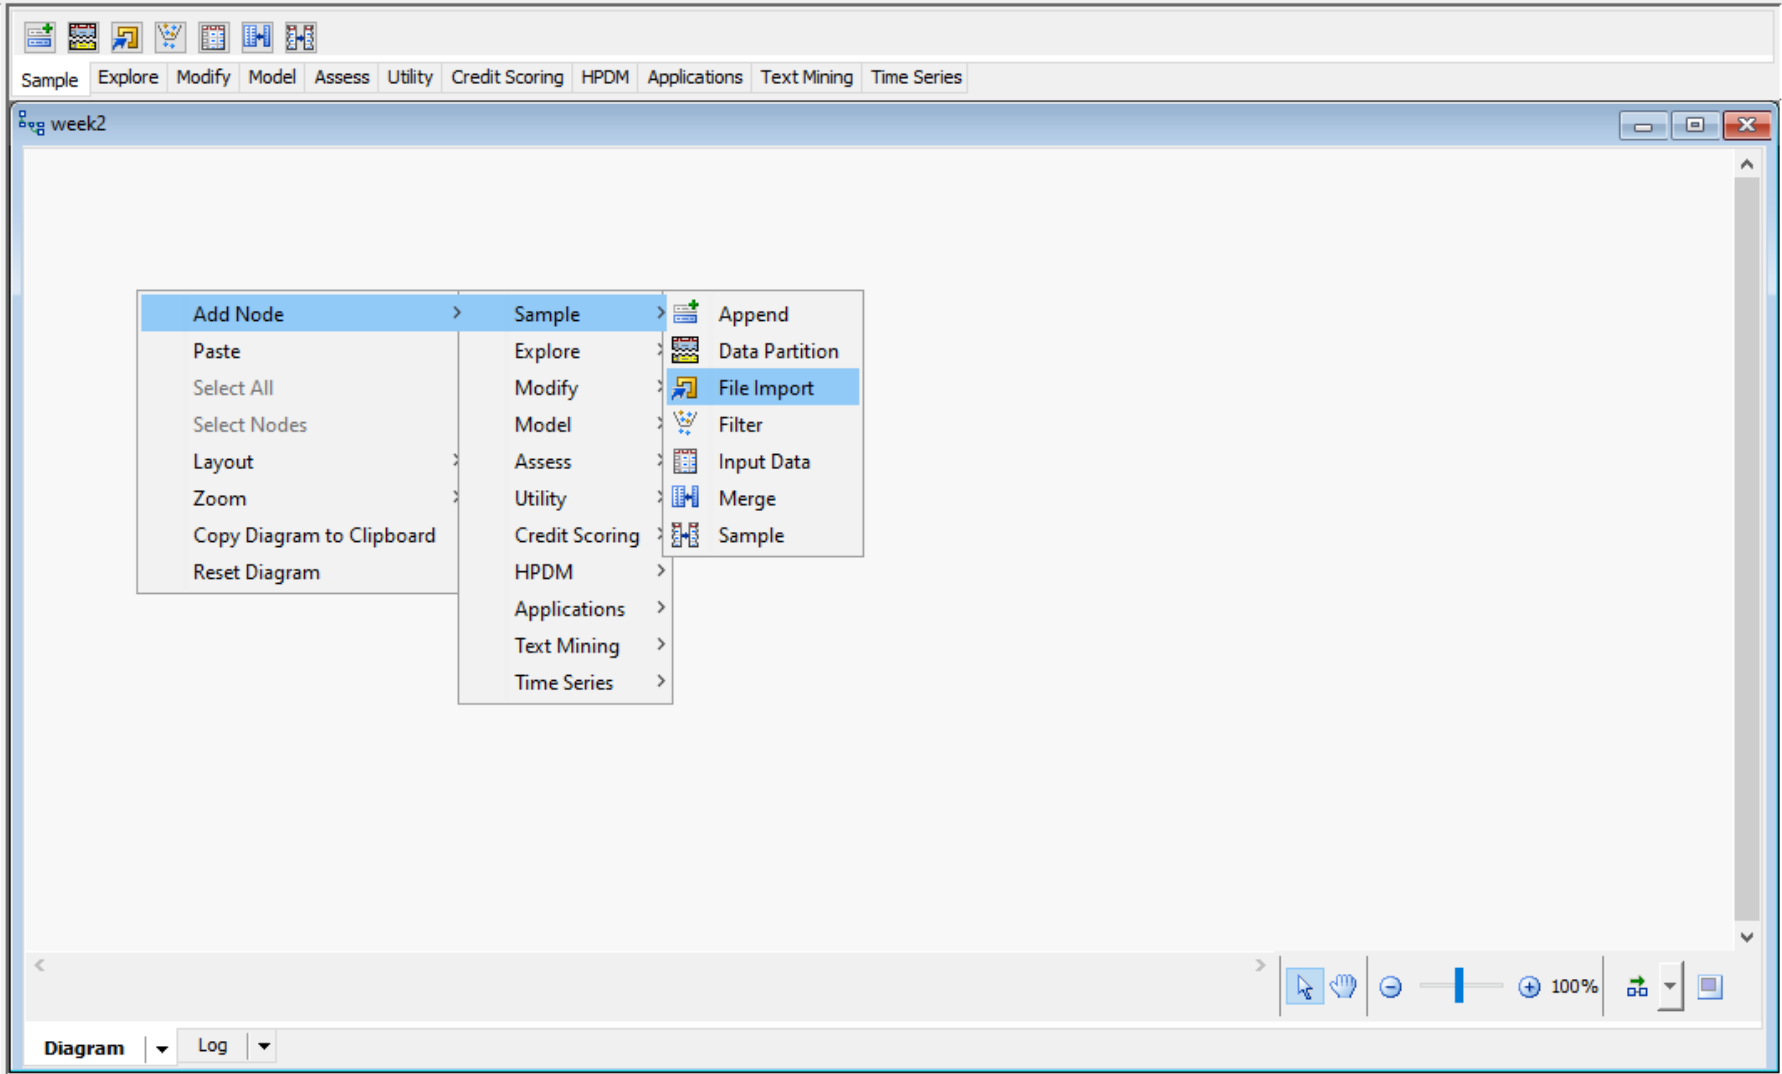 Sample Explore Modify Model Assess Utility Credit Scoring HPDM Applications Text Mining Time Series
week2
Add Node
Paste
Select All
Select Nodes
Layout
Zoom
Copy Diagram to Clipboard
Reset Diagram
Sample
Explore
Modify
Model
Assess
Utility
Credit Scoring
HPDM
Applications
Text Mining
Time Series
Append
Data Partition
File Import
Filter
Input Data
Merge
Sample
100%
Diagram Log